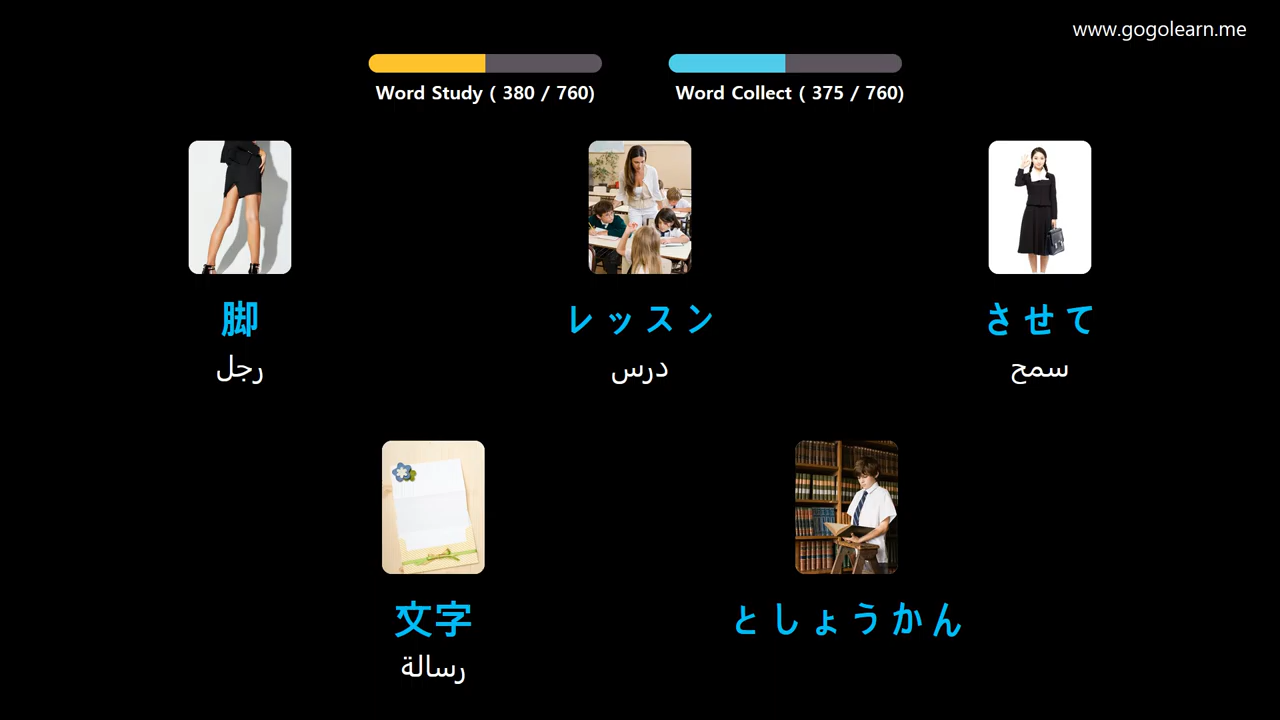 www.gogolearn.me
Word Study ( 380 / 760)
Word Collect ( 375 / 760)
脚
レッスン
させて
رجل
درس
سمح
文字
としょうかん
رسالة